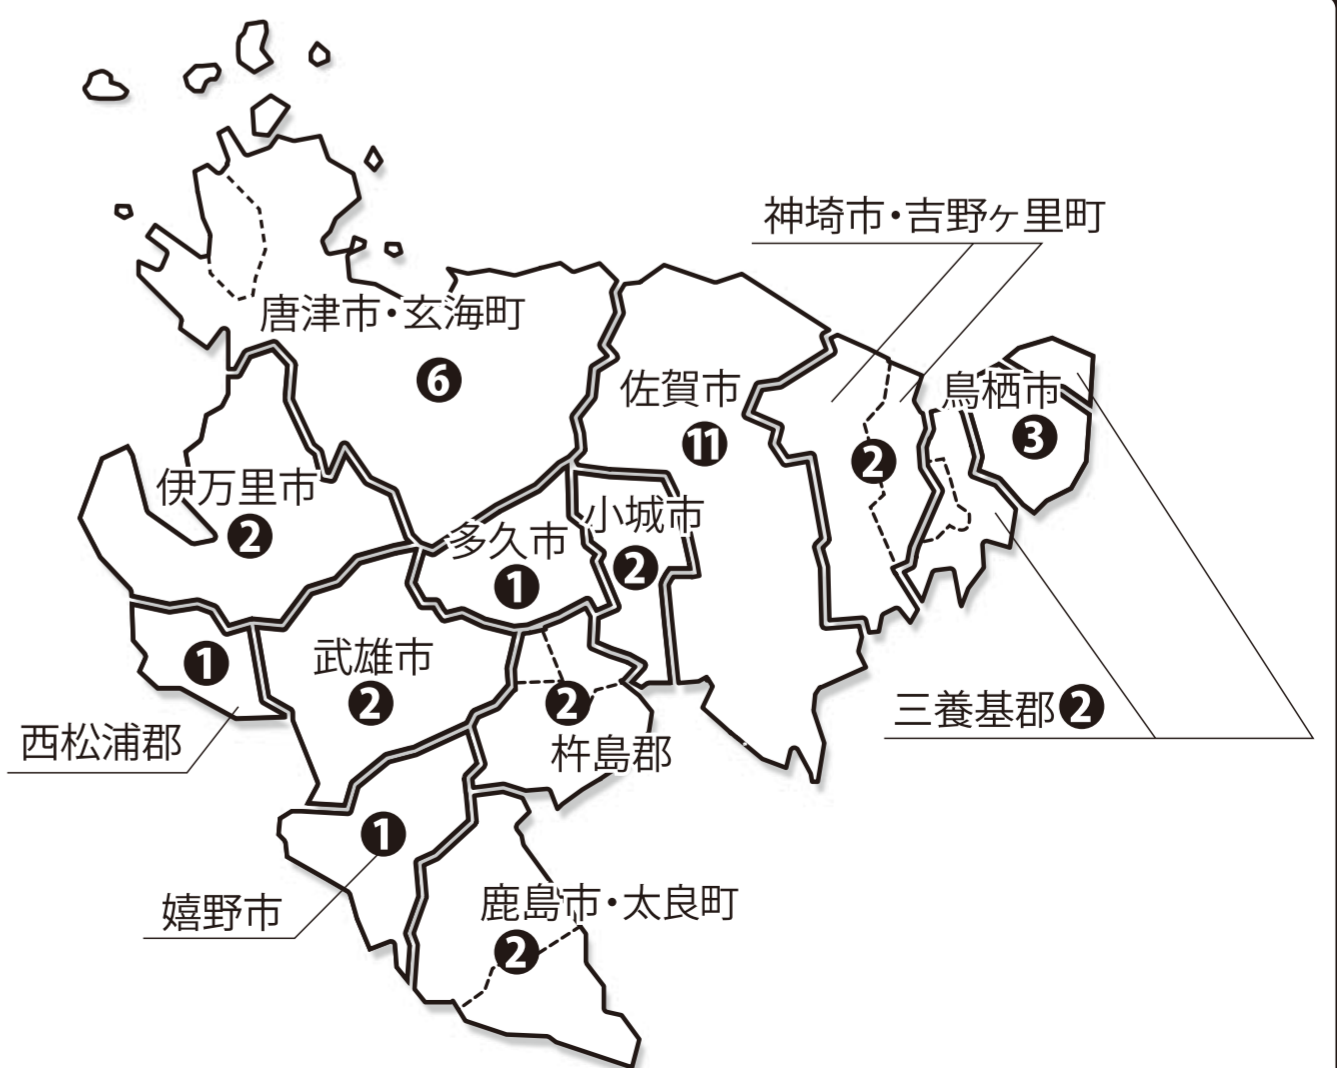 神埼市・吉野ヶ里町
唐津市・玄海町
❻
佐賀市
⓫
鳥栖市
❸
❷
伊万里市
❷
小城市
❷
多久市
❶
武雄市
❷
❶
西松浦郡
❷
杵島郡
三養基郡❷
❶
嬉野市
鹿島市・太良町
❷